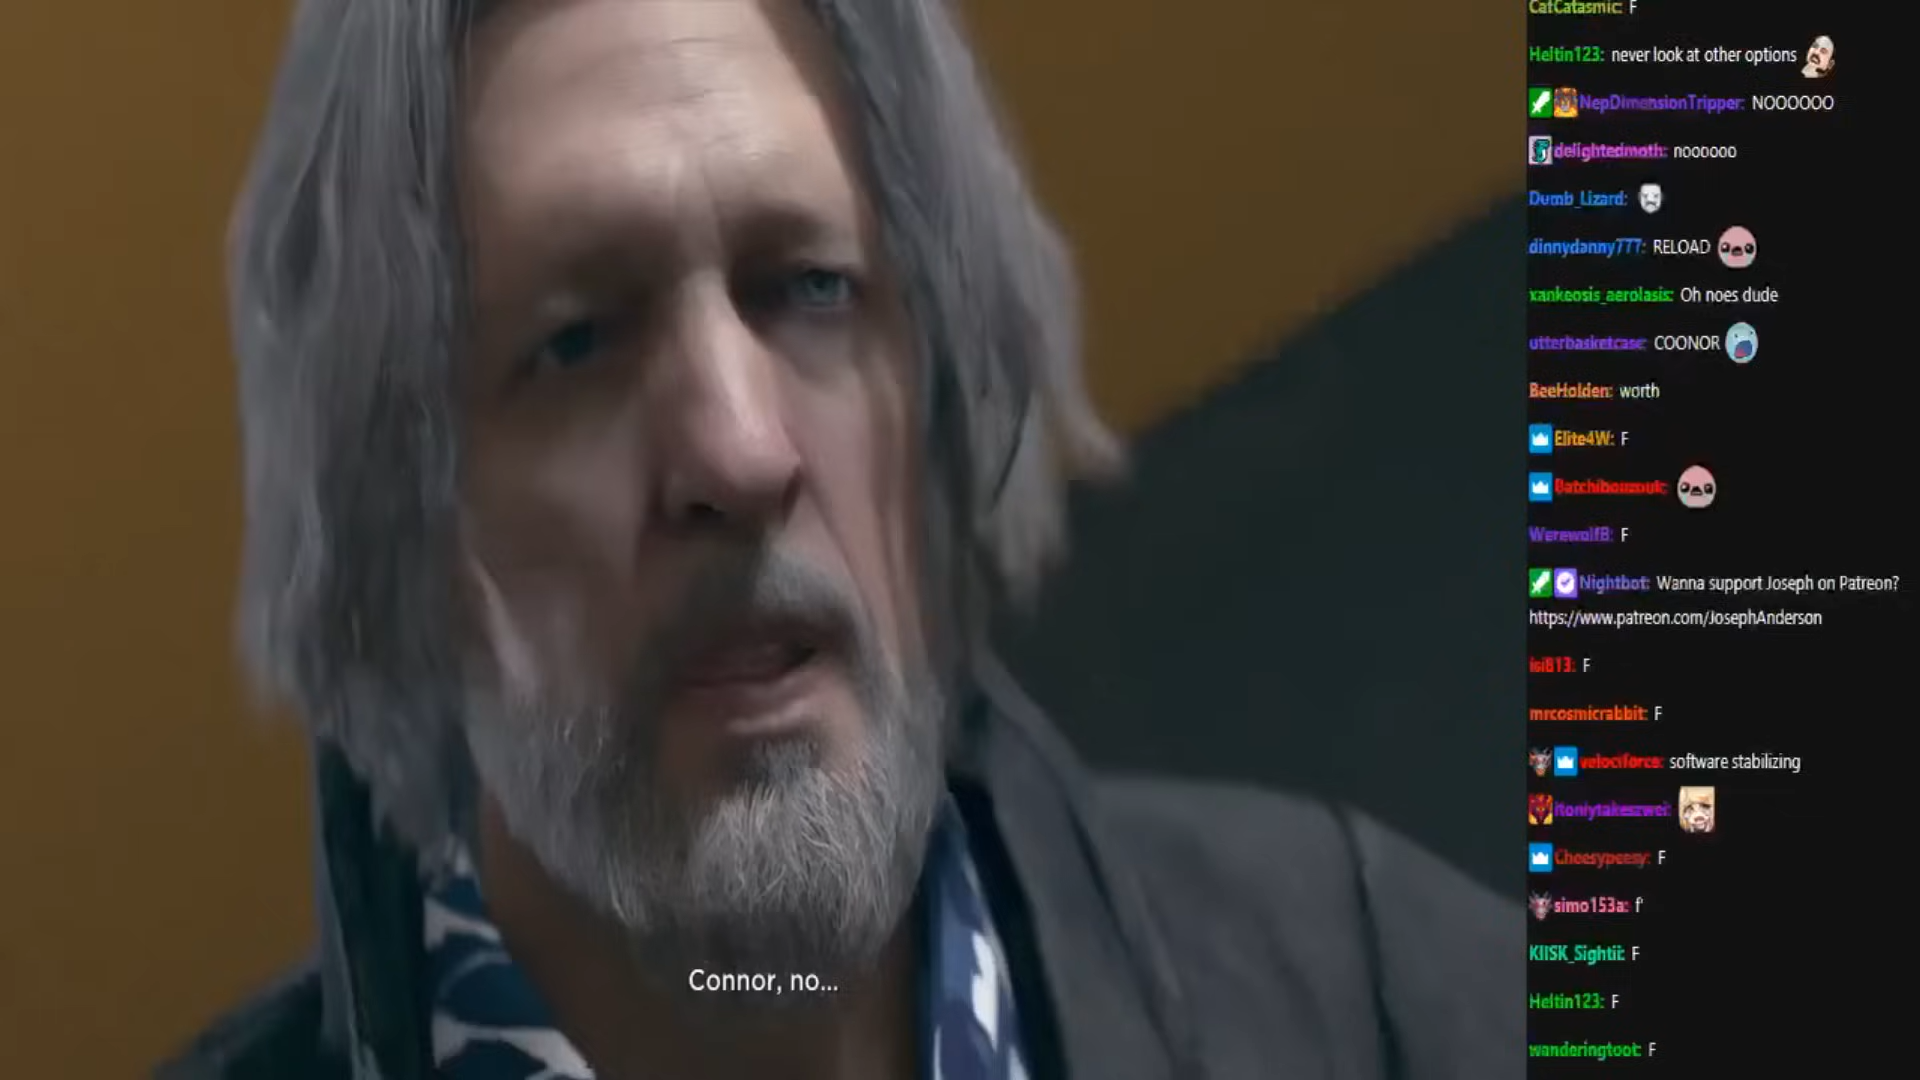 CatCatasmic: F
Heltin123: never look at other options
NepDimensionTripper: NOOOOOO
delightedmoth: noooooo
Dumb_Lizard:
dinnydanny777: RELOAD
xankeosis_aerolasis: Oh noes dude
utterbasketcase: COONOR
BeeHolden: worth
Elite4W: F
Batchibouzouk:
WerewolfB: F
Nightbot: Wanna support Joseph on Patreon?
https://www.patreon.com/JosephAnderson
isi813: F
mrcosmicrabbit: F
velociforce: software stabilizing
itonlytakeszwei:
Cheesypeesy: F
simo153a: f'
KIISK_Sightii: F
Heltin123: F
wanderingtoot: F
Connor, no...